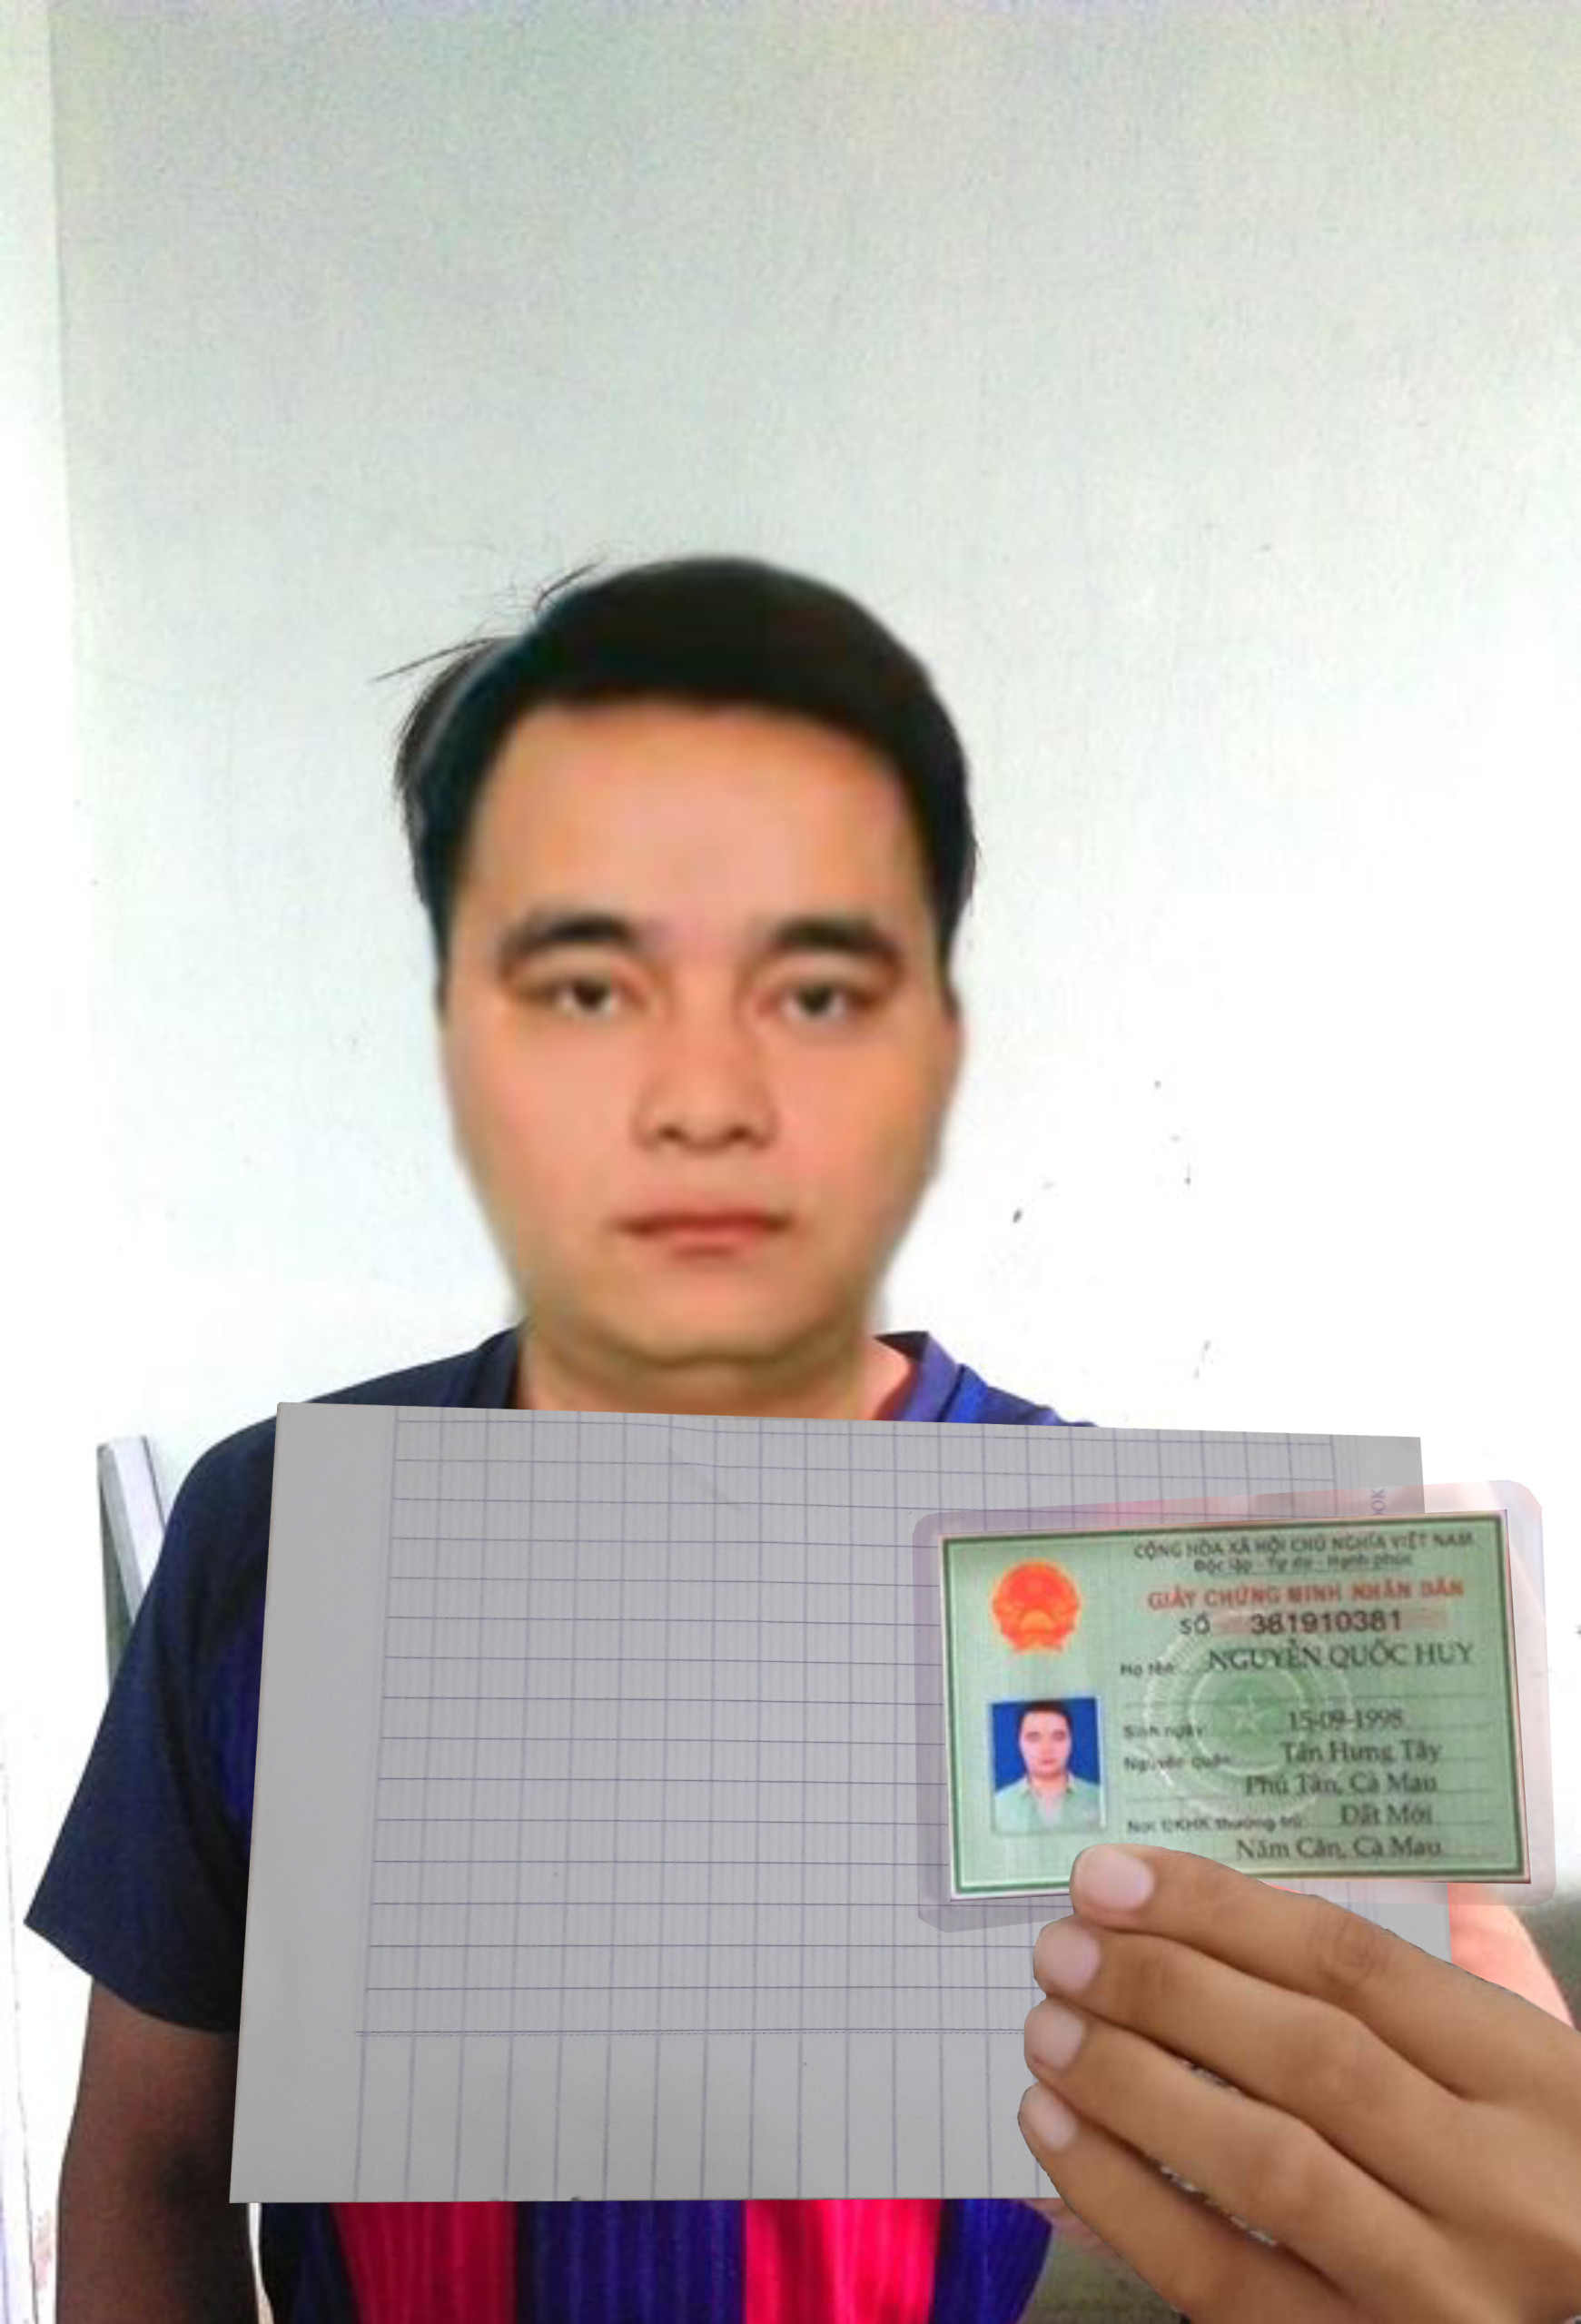 CỘNG HÒA XÃ HỘI CHỦ NGHĨA VIỆT NAM
Độc lập - Tự do - Hạnh phúc
GIẤY CHỨNG MINH NHÂN DÂN
SỐ 381910381
Họ tên: NGUYỄN QUỐC HUY
Sinh ngày: 15-09-1998
Nguyên quán: Tân Hưng Tây
Phú Tân, Cà Mau
Nơi ĐKHK thường trú: Đất Mới
Năm Căn, Cà Mau